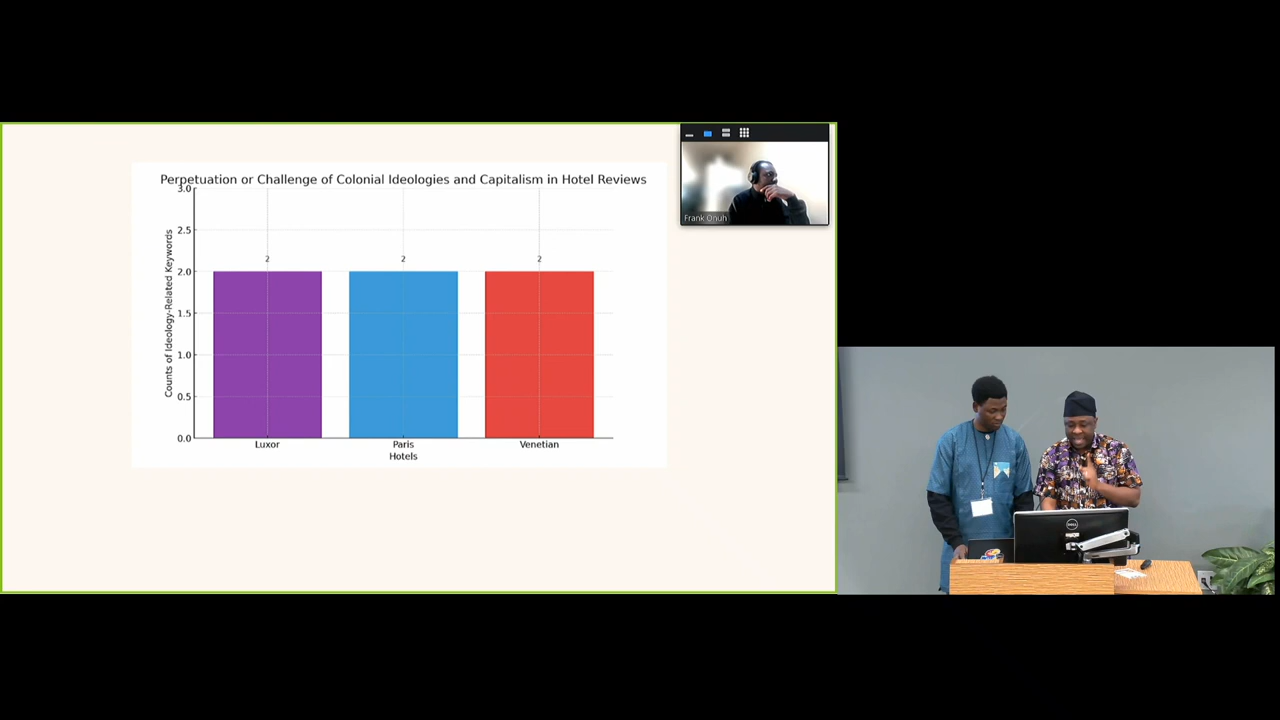 Perpetuation or Challenge of Colonial Ideologies and Capitalism in Hotel Reviews
Counts of Ideology-Related Keywords
3.0
2.5
2.0
1.5
1.0
0.5
0.0
2
2
2
Luxor
Paris
Venetian
Hotels
Frank Onuh
DELL